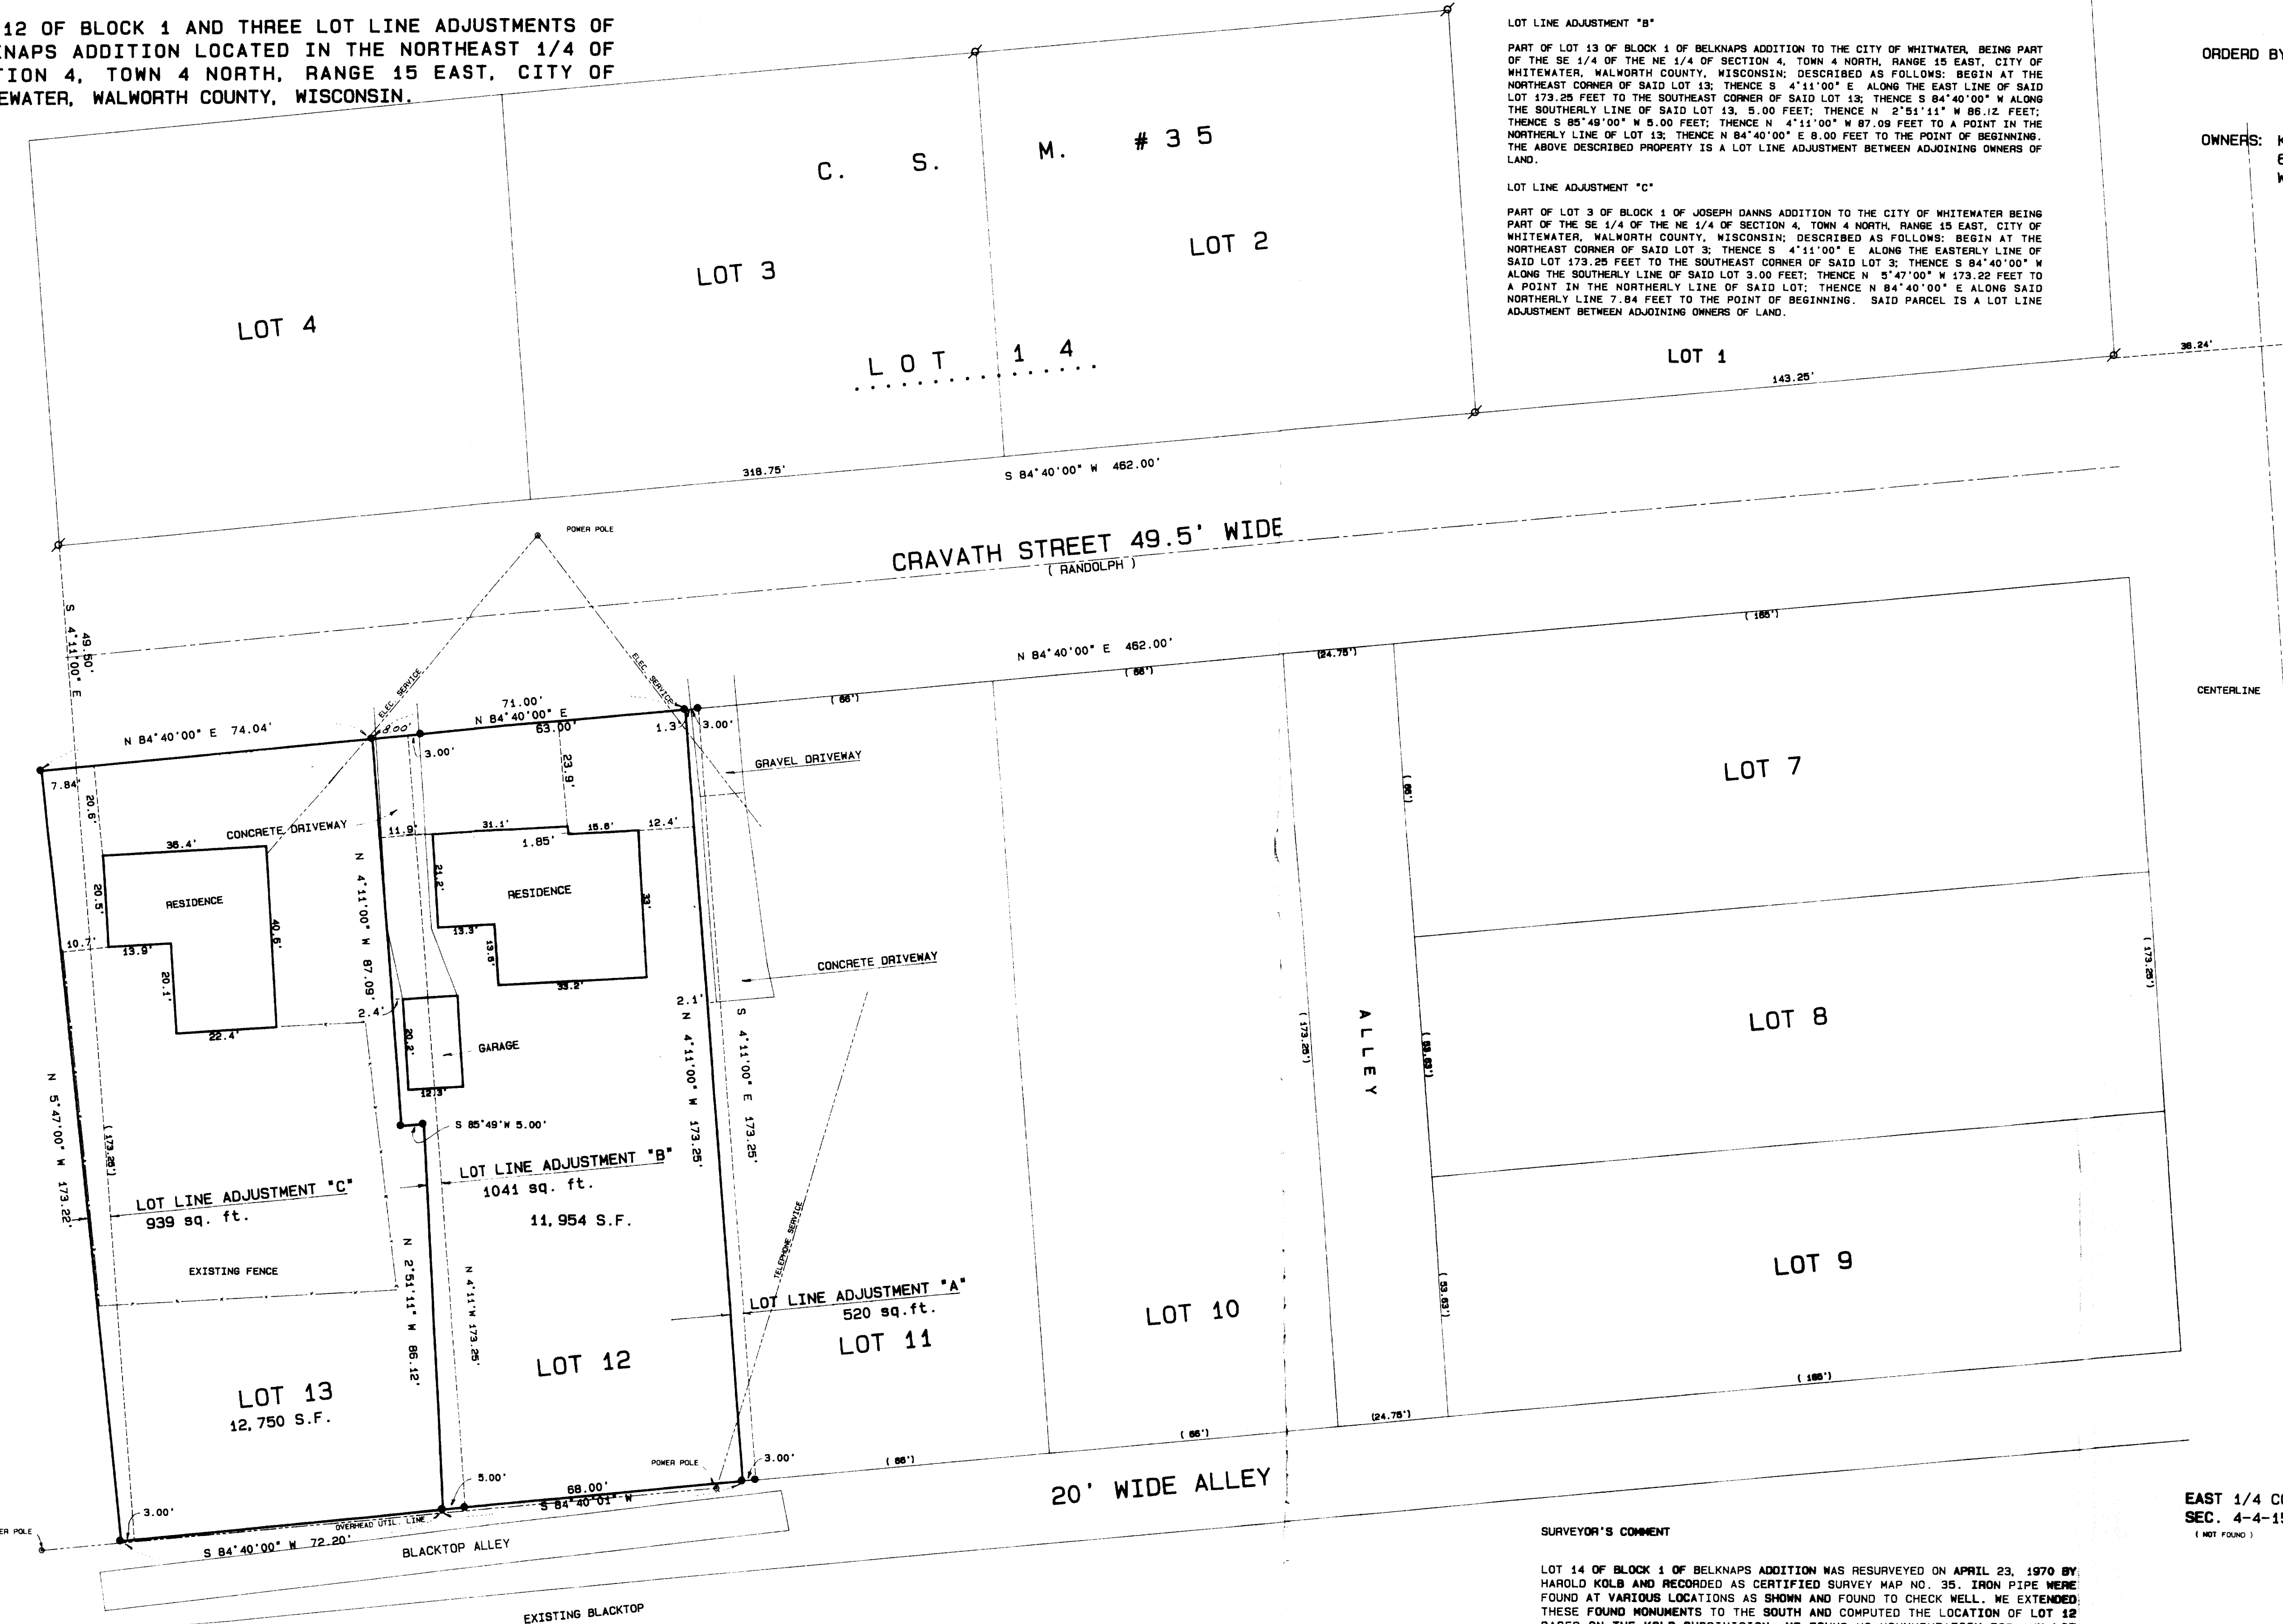 12 OF BLOCK 1 AND THREE LOT LINE ADJUSTMENTS OF
NAPS ADDITION LOCATED IN THE NORTHEAST 1/4 OF
TION 4, TOWN 4 NORTH, RANGE 15 EAST, CITY OF
EWATER, WALWORTH COUNTY, WISCONSIN.
LOT LINE ADJUSTMENT "B"
PART OF LOT 13 OF BLOCK 1 OF BELKNAPS ADDITION TO THE CITY OF WHITWATER, BEING PART
OF THE SE 1/4 OF THE NE 1/4 OF SECTION 4, TOWN 4 NORTH, RANGE 15 EAST, CITY OF
WHITEWATER, WALWORTH COUNTY, WISCONSIN; DESCRIBED AS FOLLOWS: BEGIN AT THE
NORTHEAST CORNER OF SAID LOT 13; THENCE S 4°11'00" E ALONG THE EAST LINE OF SAID
LOT 173.25 FEET TO THE SOUTHEAST CORNER OF SAID LOT 13; THENCE S 84°40'00" W ALONG
THE SOUTHERLY LINE OF SAID LOT 13, 5.00 FEET; THENCE N 2°51'11" W 86.12 FEET;
THENCE S 85°49'00" W 5.00 FEET; THENCE N 4°11'00" W 87.09 FEET TO A POINT IN THE
NORTHERLY LINE OF LOT 13; THENCE N 84°40'00" E 8.00 FEET TO THE POINT OF BEGINNING.
THE ABOVE DESCRIBED PROPERTY IS A LOT LINE ADJUSTMENT BETWEEN ADJOINING OWNERS OF
LAND.
LOT LINE ADJUSTMENT "C"
PART OF LOT 3 OF BLOCK 1 OF JOSEPH DANNS ADDITION TO THE CITY OF WHITEWATER BEING
PART OF THE SE 1/4 OF THE NE 1/4 OF SECTION 4, TOWN 4 NORTH, RANGE 15 EAST, CITY OF
WHITEWATER, WALWORTH COUNTY, WISCONSIN; DESCRIBED AS FOLLOWS: BEGIN AT THE
NORTHEAST CORNER OF SAID LOT 3; THENCE S 4°11'00" E ALONG THE EASTERLY LINE OF
SAID LOT 173.25 FEET TO THE SOUTHEAST CORNER OF SAID LOT 3; THENCE S 84°40'00" W
ALONG THE SOUTHERLY LINE OF SAID LOT 3.00 FEET; THENCE N 5°47'00" W 173.22 FEET TO
A POINT IN THE NORTHERLY LINE OF SAID LOT; THENCE N 84°40'00" E ALONG SAID
NORTHERLY LINE 7.84 FEET TO THE POINT OF BEGINNING. SAID PARCEL IS A LOT LINE
ADJUSTMENT BETWEEN ADJOINING OWNERS OF LAND.
ORDERD BY
OWNERS: K
C. S. M. #35
LOT 2
LOT 3
LOT 4
LOT 14
LOT 1
143.25'
38.24'
318.75'
S 84°40'00" W 462.00'
POWER POLE
CRAVATH STREET 49.5' WIDE
( RANDOLPH )
S 4°11'00" E
49.50'
N 84°40'00" E 462.00'
(24.75')
( 165')
( 66')
( 66')
CENTERLINE
ELEC. SERVICE
ELEC. SERVICE
71.00'
N 84°40'00" E
63.00'
1.3'
3.00'
N 84°40'00" E 74.04'
8.00'
3.00'
23.9'
GRAVEL DRIVEWAY
7.84'
20.6'
CONCRETE DRIVEWAY
36.4'
11.9'
31.1'
15.6'
12.4'
1.85'
21.2'
RESIDENCE
RESIDENCE
33'
20.5'
40.6'
10.7'
13.9'
20.1'
22.4'
13.3'
13.6'
33.2'
N 4°11'00" W 87.09'
2.4'
20.2'
GARAGE
12.3'
2.1'
CONCRETE DRIVEWAY
N 4°11'00" W 173.25'
S 4°11'00" E 173.25'
LOT 7
( 66')
( 173.25')
LOT 8
( 53.63')
( 173.25')
ALLEY
N 5°47'00" W 173.22'
( 173.25')
S 85°49'W 5.00'
LOT LINE ADJUSTMENT "B"
1041 sq. ft.
11,954 S.F.
LOT LINE ADJUSTMENT "C"
939 sq. ft.
EXISTING FENCE
N 2°51'11" W 86.12'
N 4°11'W 173.25'
TELEPHONE SERVICE
LOT LINE ADJUSTMENT "A"
520 sq.ft.
LOT 11
LOT 10
LOT 9
( 53.63')
LOT 12
LOT 13
12,750 S.F.
( 165')
(24.75')
( 66')
( 66')
POWER POLE
3.00'
5.00'
68.00'
S 84°40'01" W
20' WIDE ALLEY
3.00'
ER POLE
OVERHEAD UTIL. LINE
S 84°40'00" W 72.20'
BLACKTOP ALLEY
EXISTING BLACKTOP
EAST 1/4 CO
SEC. 4-4-15
( NOT FOUND )
SURVEYOR'S COMMENT
LOT 14 OF BLOCK 1 OF BELKNAPS ADDITION WAS RESURVEYED ON APRIL 23, 1970 BY
HAROLD KOLB AND RECORDED AS CERTIFIED SURVEY MAP NO. 35. IRON PIPE WERE
FOUND AT VARIOUS LOCATIONS AS SHOWN AND FOUND TO CHECK WELL. WE EXTENDED
THESE FOUND MONUMENTS TO THE SOUTH AND COMPUTED THE LOCATION OF LOT 12